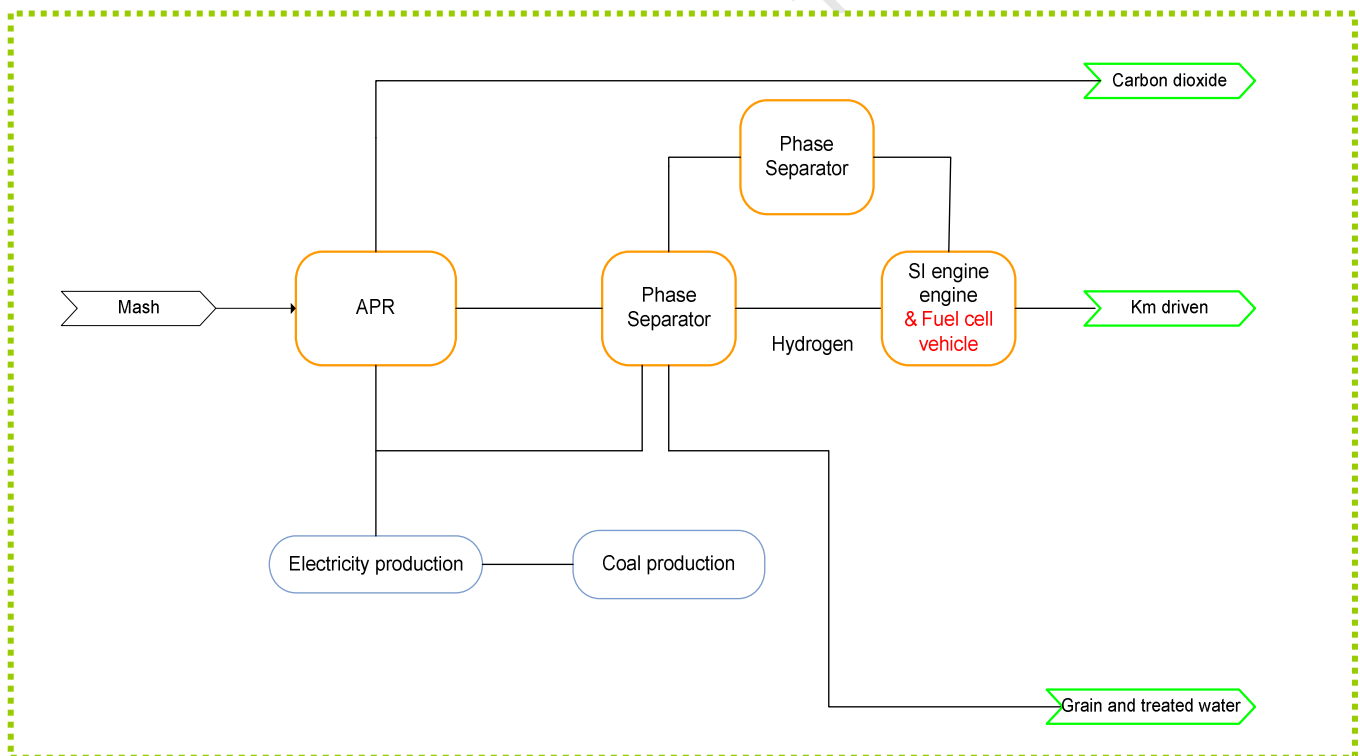 Carbon dioxide
Phase
Separator
Mash
APR
Phase
Separator
Hydrogen
SI engine
engine
& Fuel cell
vehicle
Km driven
Electricity production
Coal production
Grain and treated water